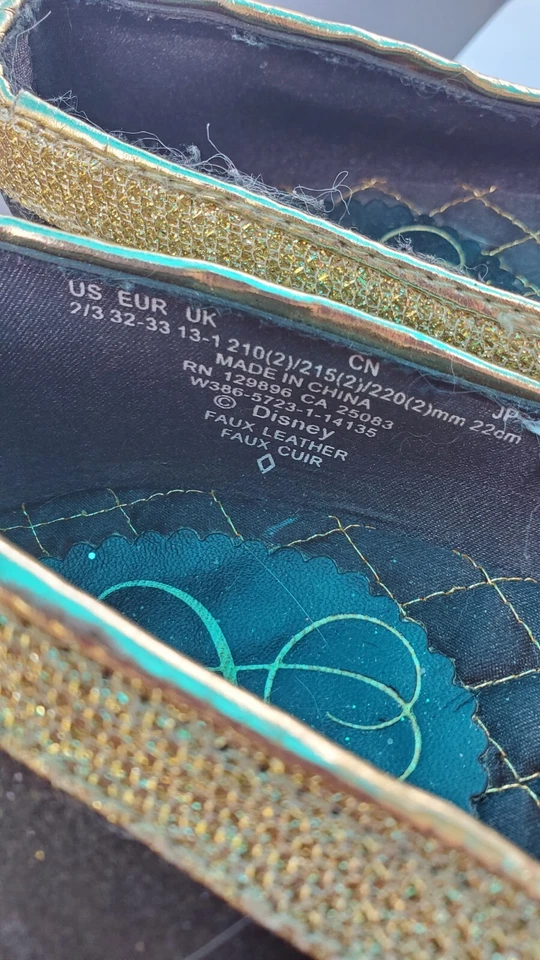 US EUR UK CN JP
2/3 32-33 13-1 210(2)/215(2)/220(2)mm 22cm
MADE IN CHINA
RN 129896 CA 25083
W386-5723-1-14135
© Disney
FAUX LEATHER
FAUX CUIR